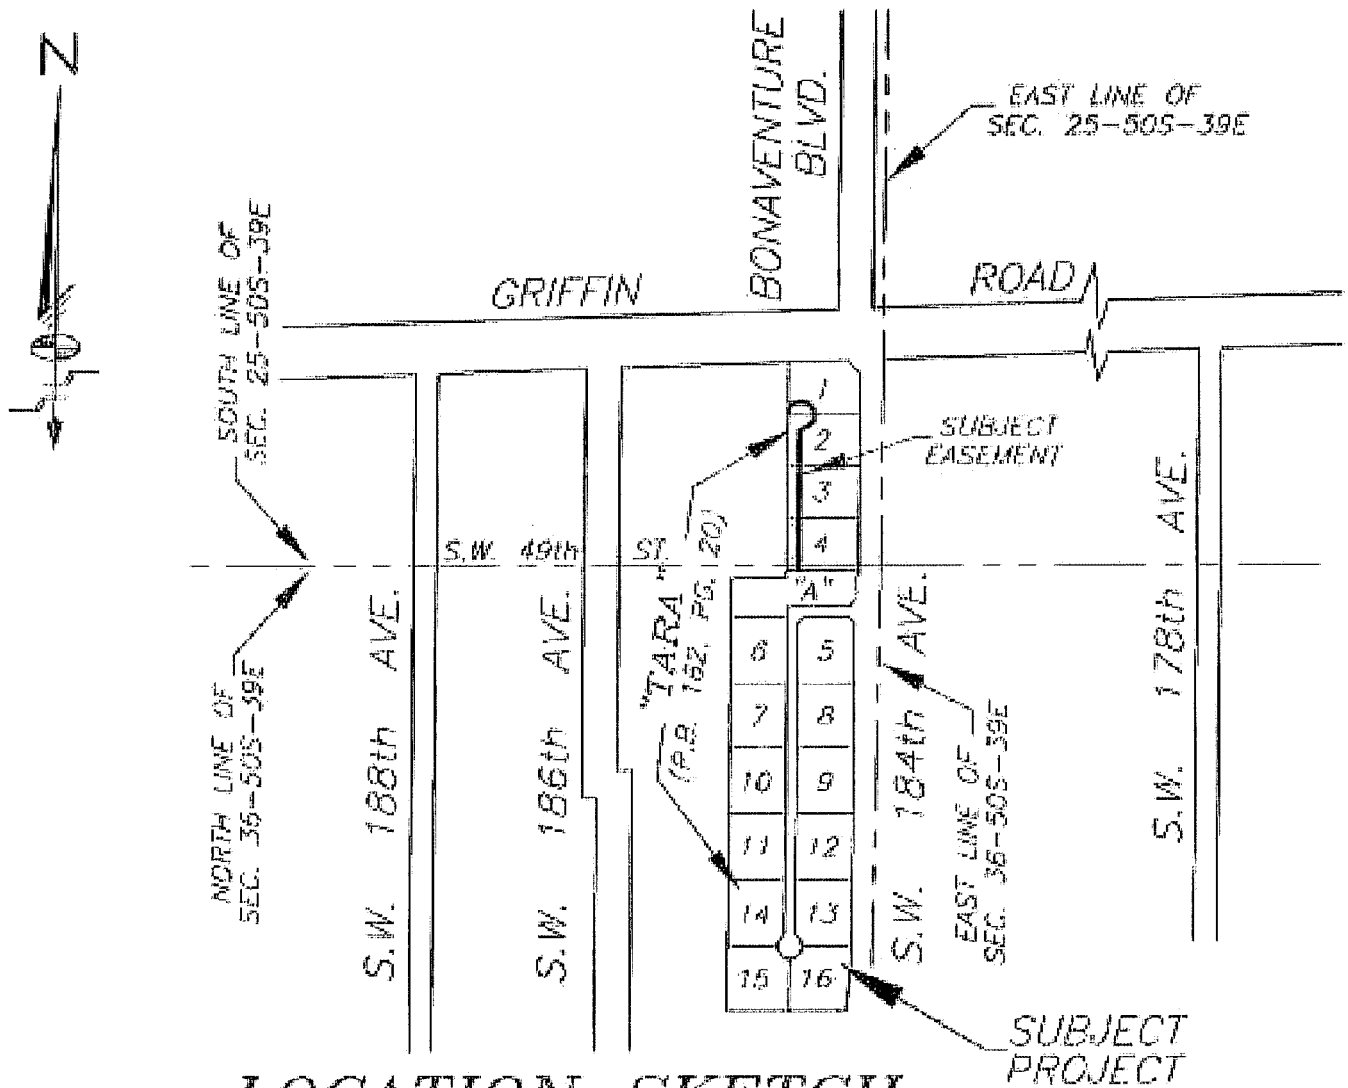 N
BONAVENTURE
BLVD.
EAST LINE OF
SEC. 25-50S-39E
SOUTH LINE OF
SEC. 25-50S-39E
GRIFFIN
ROAD
1
2
3
4
SUBJECT
EASEMENT
S.W. 49th ST.
"A"
"TARA"
(P.B. 162, PG. 20)
NORTH LINE OF
SEC. 36-50S-39E
S.W. 188th AVE.
S.W. 186th AVE.
6
5
7
8
10
9
11
12
14
13
15
16
S.W. 184th AVE.
EAST LINE OF
SEC. 36-50S-39E
S.W. 178th AVE.
SUBJECT
PROJECT
LOCATION SKETCH